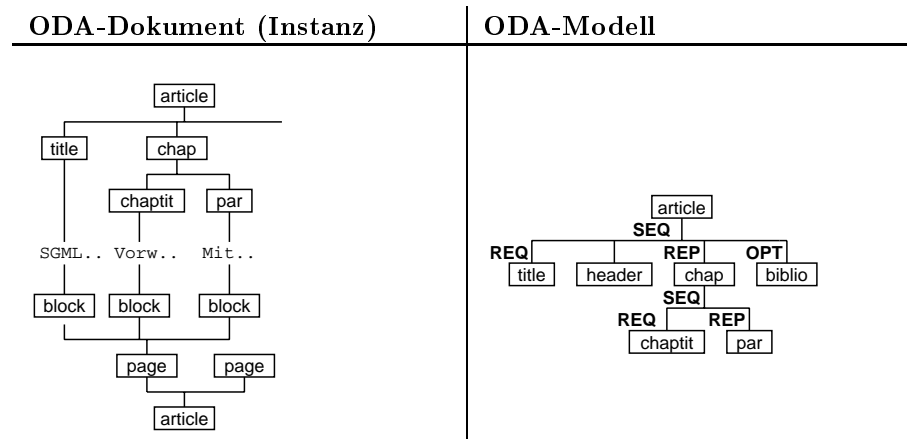 ODA-Dokument (Instanz)
article
title chap
chaptit par
SGML.. Vorw.. Mit..
block block block
page page
article
ODA-Modell
article
SEQ
REQ REP OPT
title header chap biblio
SEQ
REQ REP
chaptit par